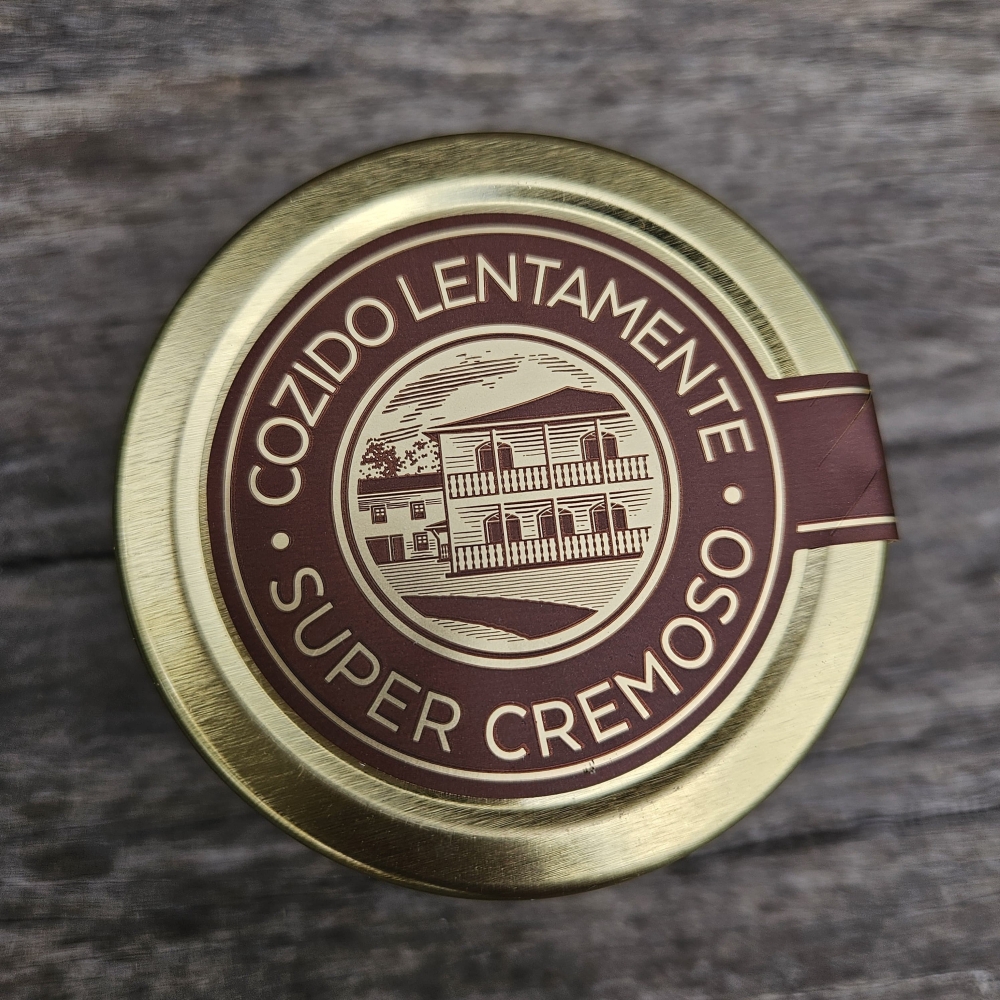 COZIDO LENTAMENTE
• SUPER CREMOSO •